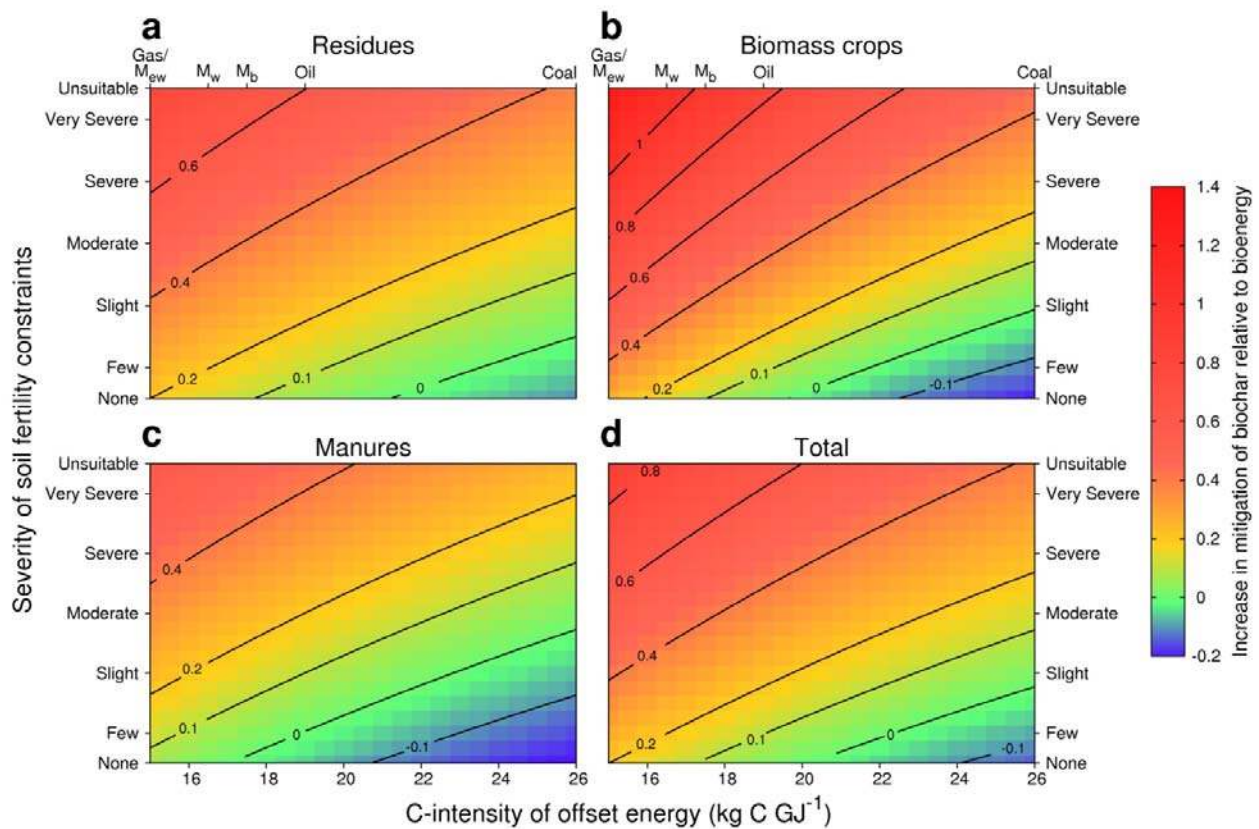 a
Residues
b
Biomass crops
Gas/
Mew Mw Mb Oil Coal
Gas/
Mew Mw Mb Oil Coal
Unsuitable
Very Severe
Severe
Moderate
Slight
Few
None
0.6
0.4
0.2
0.1
0
1
0.8
0.6
0.4
0.2
0.1
0
-0.1
Unsuitable
Very Severe
Severe
Moderate
Slight
Few
None
c
Manures
d
Total
Unsuitable
Very Severe
Severe
Moderate
Slight
Few
None
0.4
0.2
0.1
0
-0.1
0.8
0.6
0.4
0.2
0.1
0
-0.1
Unsuitable
Very Severe
Severe
Moderate
Slight
Few
None
16 18 20 22 24 26
16 18 20 22 24 26
C-intensity of offset energy (kg C GJ⁻¹)
Severity of soil fertility constraints
1.4
1.2
1
0.8
0.6
0.4
0.2
0
-0.2
Increase in mitigation of biochar relative to bioenergy